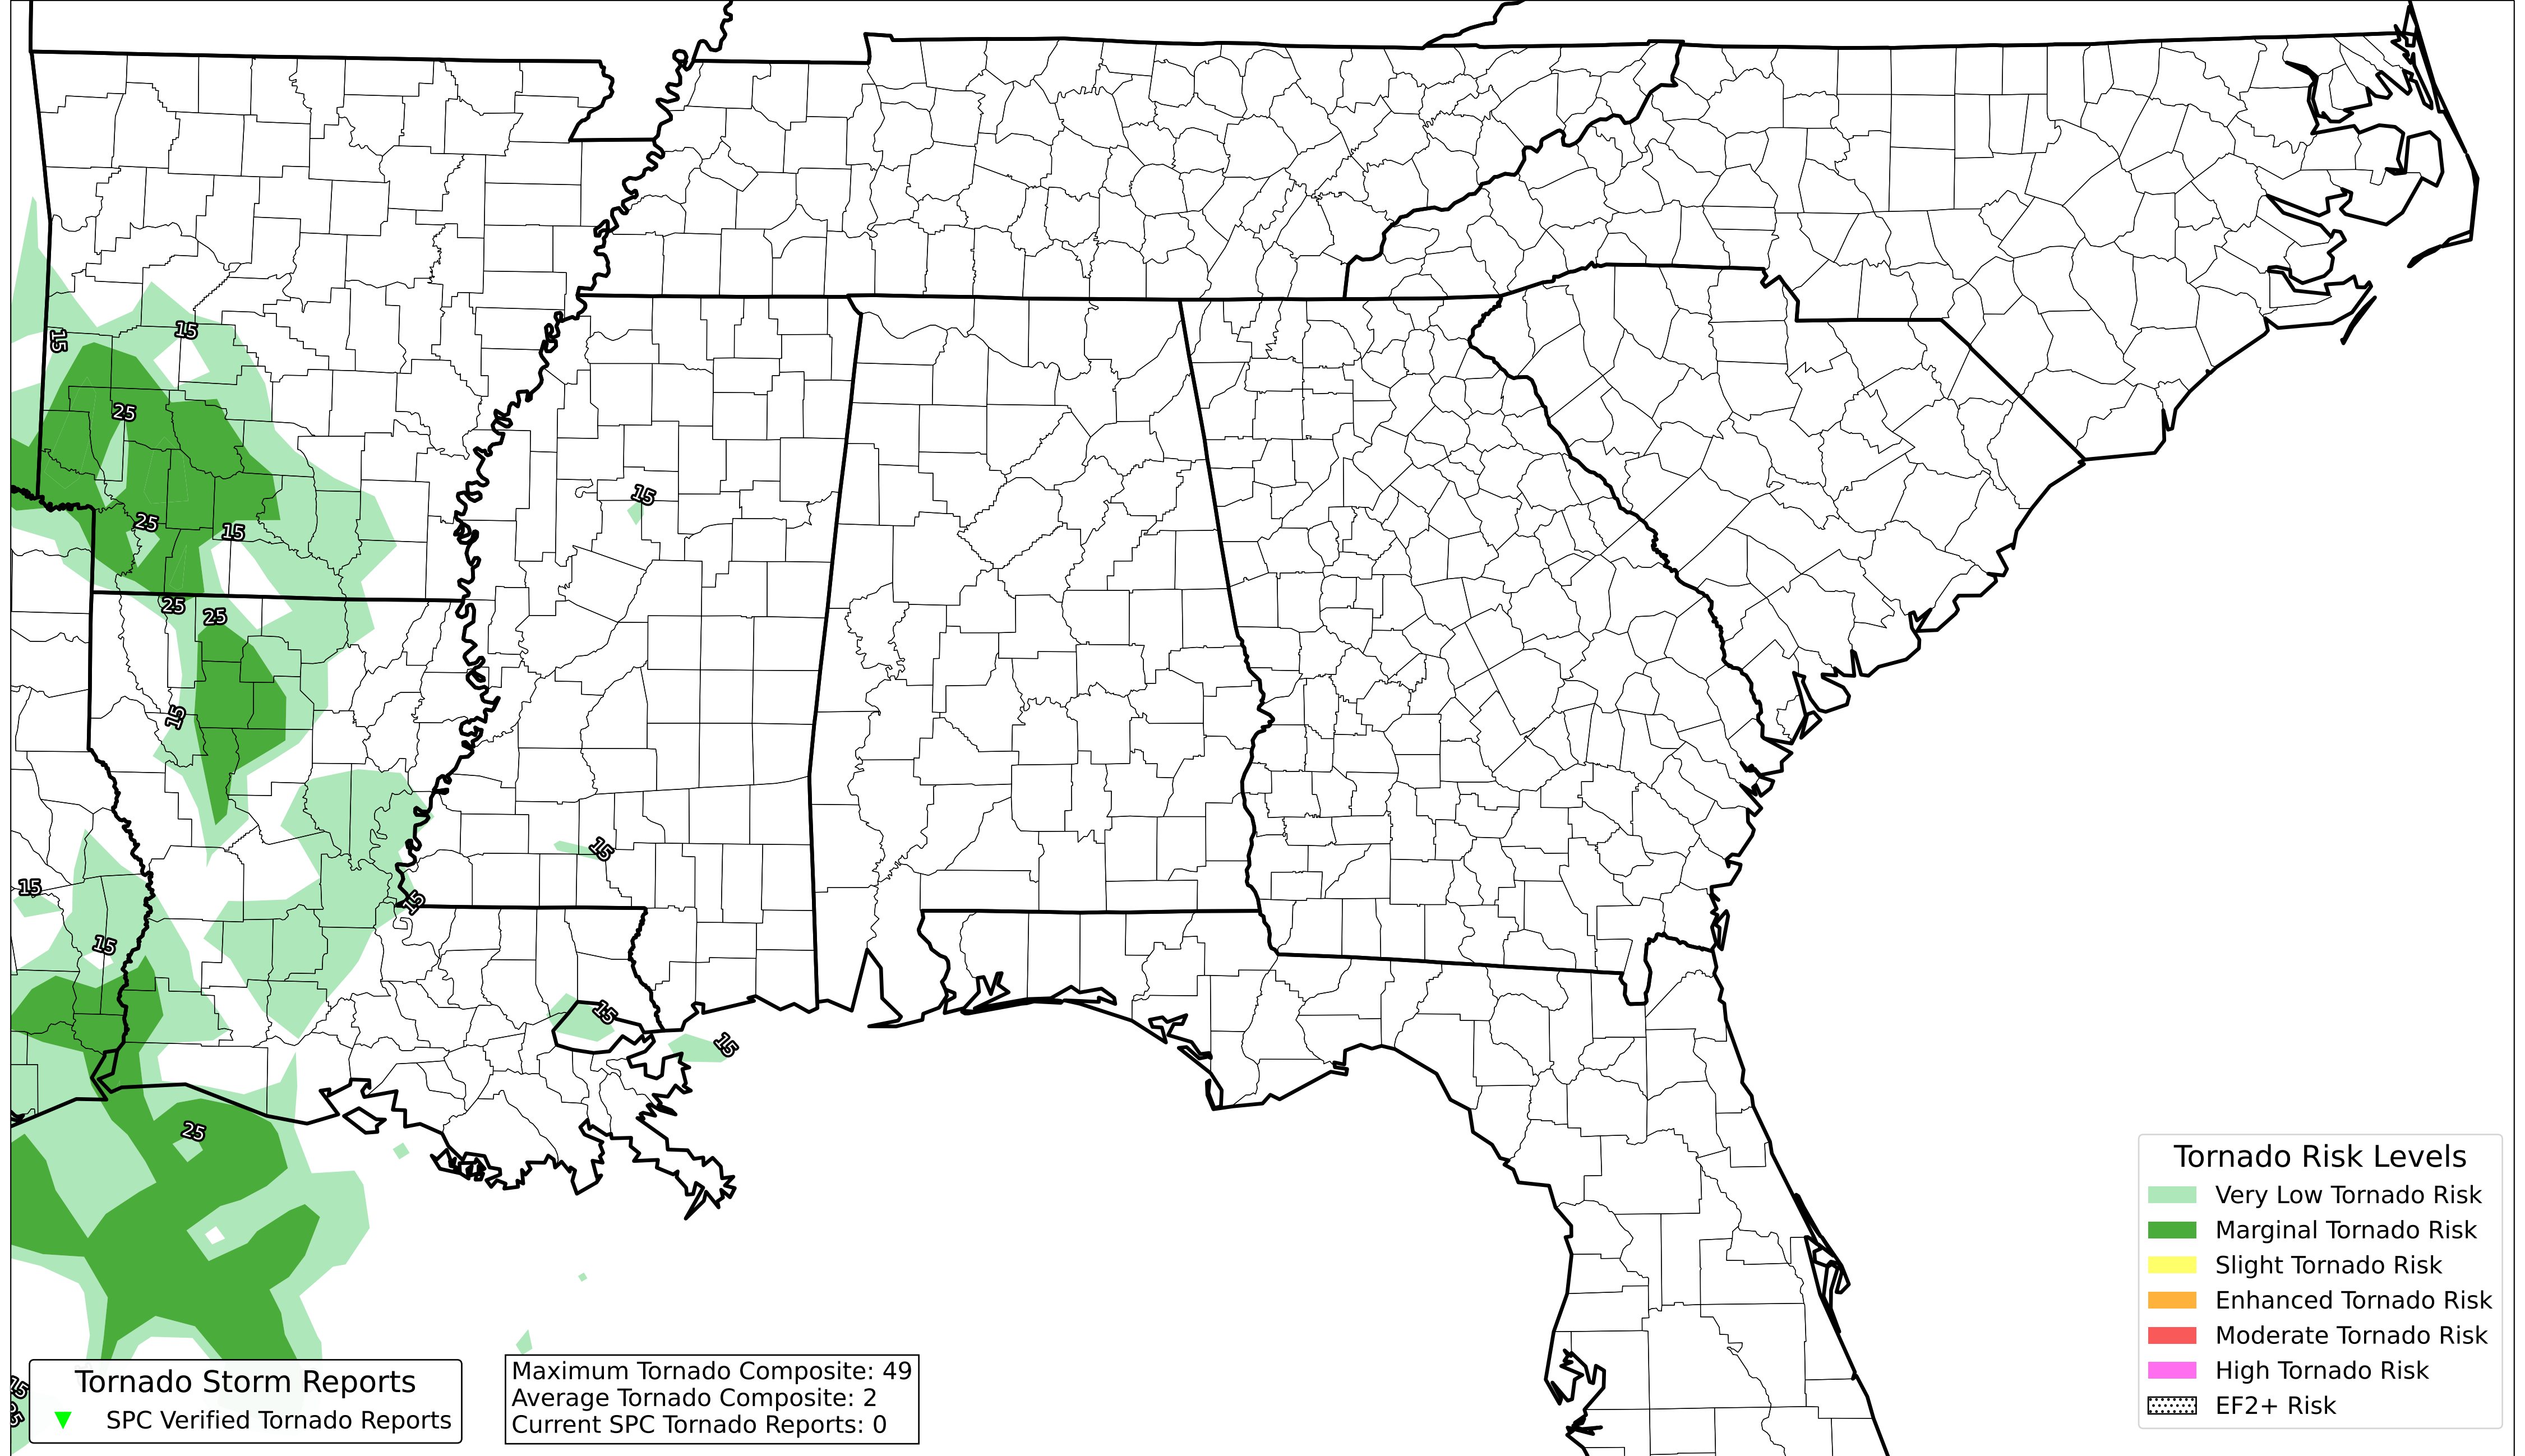 15
15
25
15
25
15
25
25
15
15
15
15
15
15
15
25
15
Tornado Risk Levels
Very Low Tornado Risk
Marginal Tornado Risk
Slight Tornado Risk
Enhanced Tornado Risk
Moderate Tornado Risk
High Tornado Risk
EF2+ Risk
Tornado Storm Reports
SPC Verified Tornado Reports
Maximum Tornado Composite: 49
Average Tornado Composite: 2
Current SPC Tornado Reports: 0